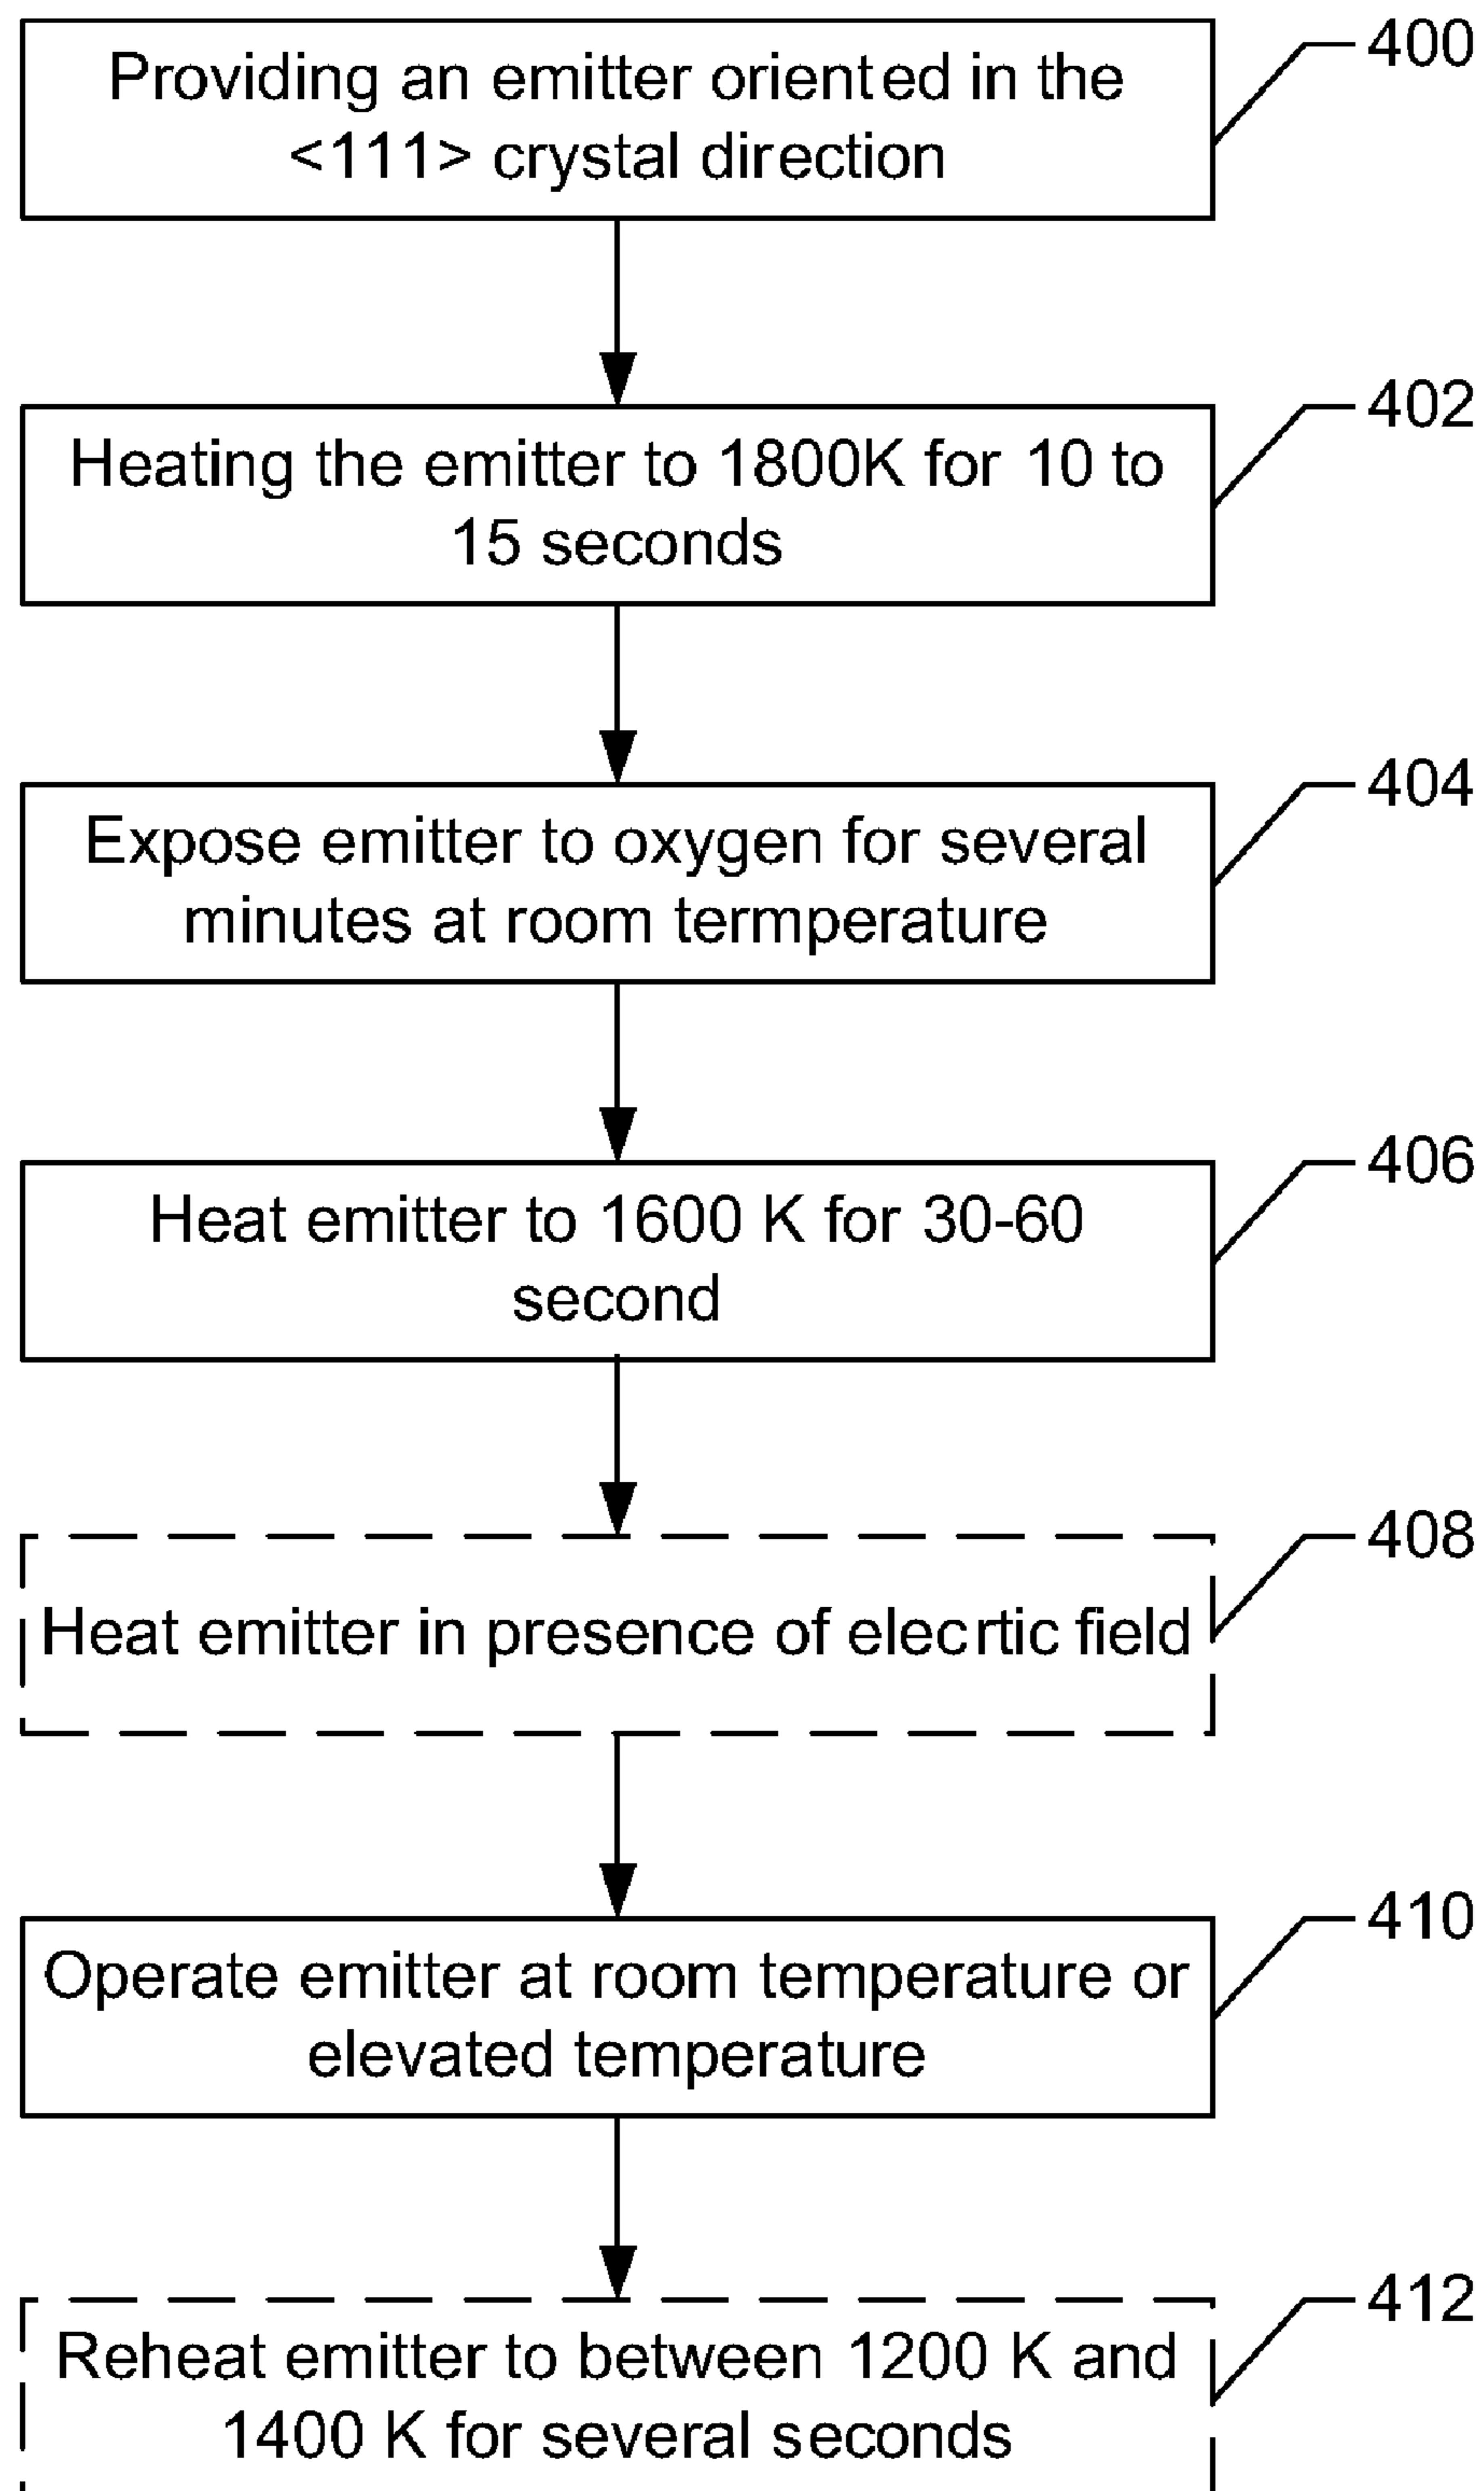 Providing an emitter oriented in the
<111> crystal direction
400
Heating the emitter to 1800K for 10 to
15 seconds
402
Expose emitter to oxygen for several
minutes at room termperature
404
Heat emitter to 1600 K for 30-60
second
406
Heat emitter in presence of elecrtic field
408
Operate emitter at room temperature or
elevated temperature
410
Reheat emitter to between 1200 K and
1400 K for several seconds
412